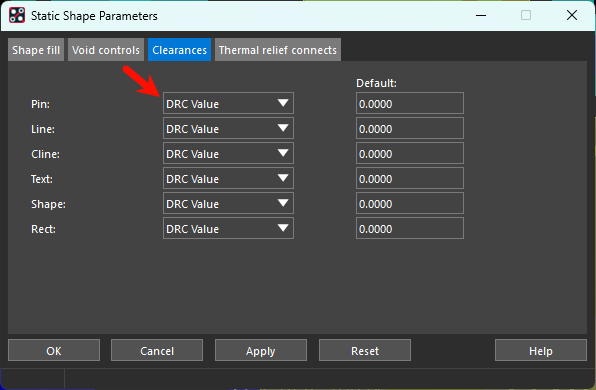 Static Shape Parameters
Shape fill Void controls Clearances Thermal relief connects
Default:
Pin: DRC Value 0.0000
Line: DRC Value 0.0000
Cline: DRC Value 0.0000
Text: DRC Value 0.0000
Shape: DRC Value 0.0000
Rect: DRC Value 0.0000
OK Cancel Apply Reset Help